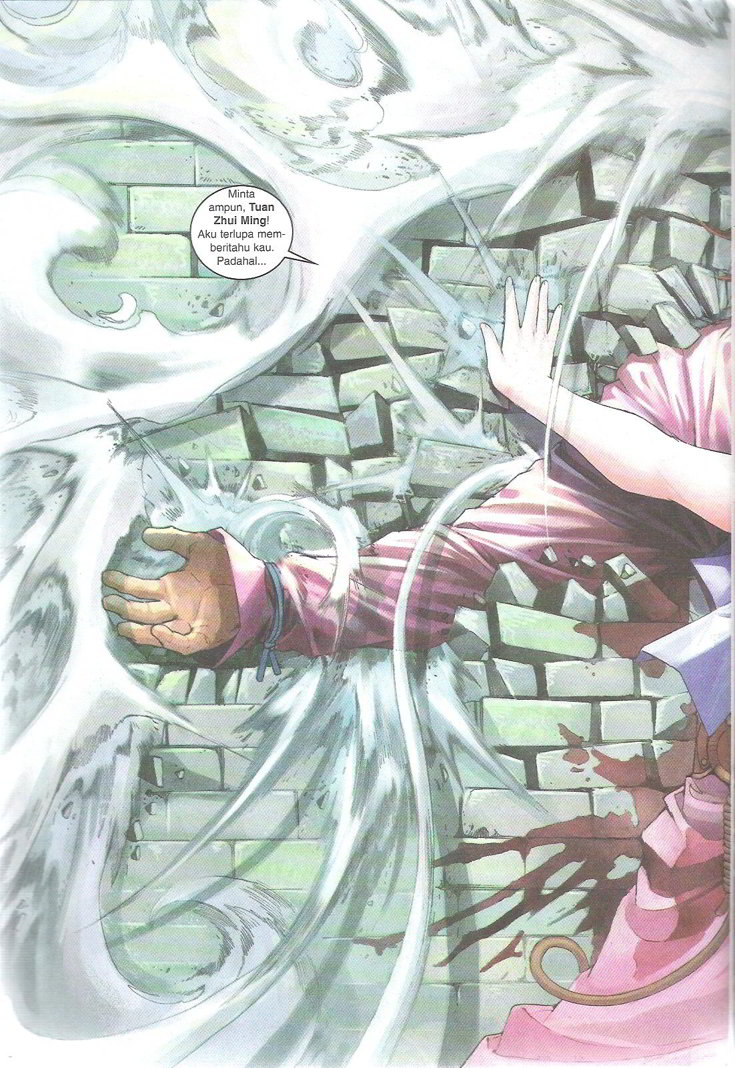 Minta
ampun, Tuan
Zhui Ming!
Aku terlupa mem-
beritahu kau.
Padahal...